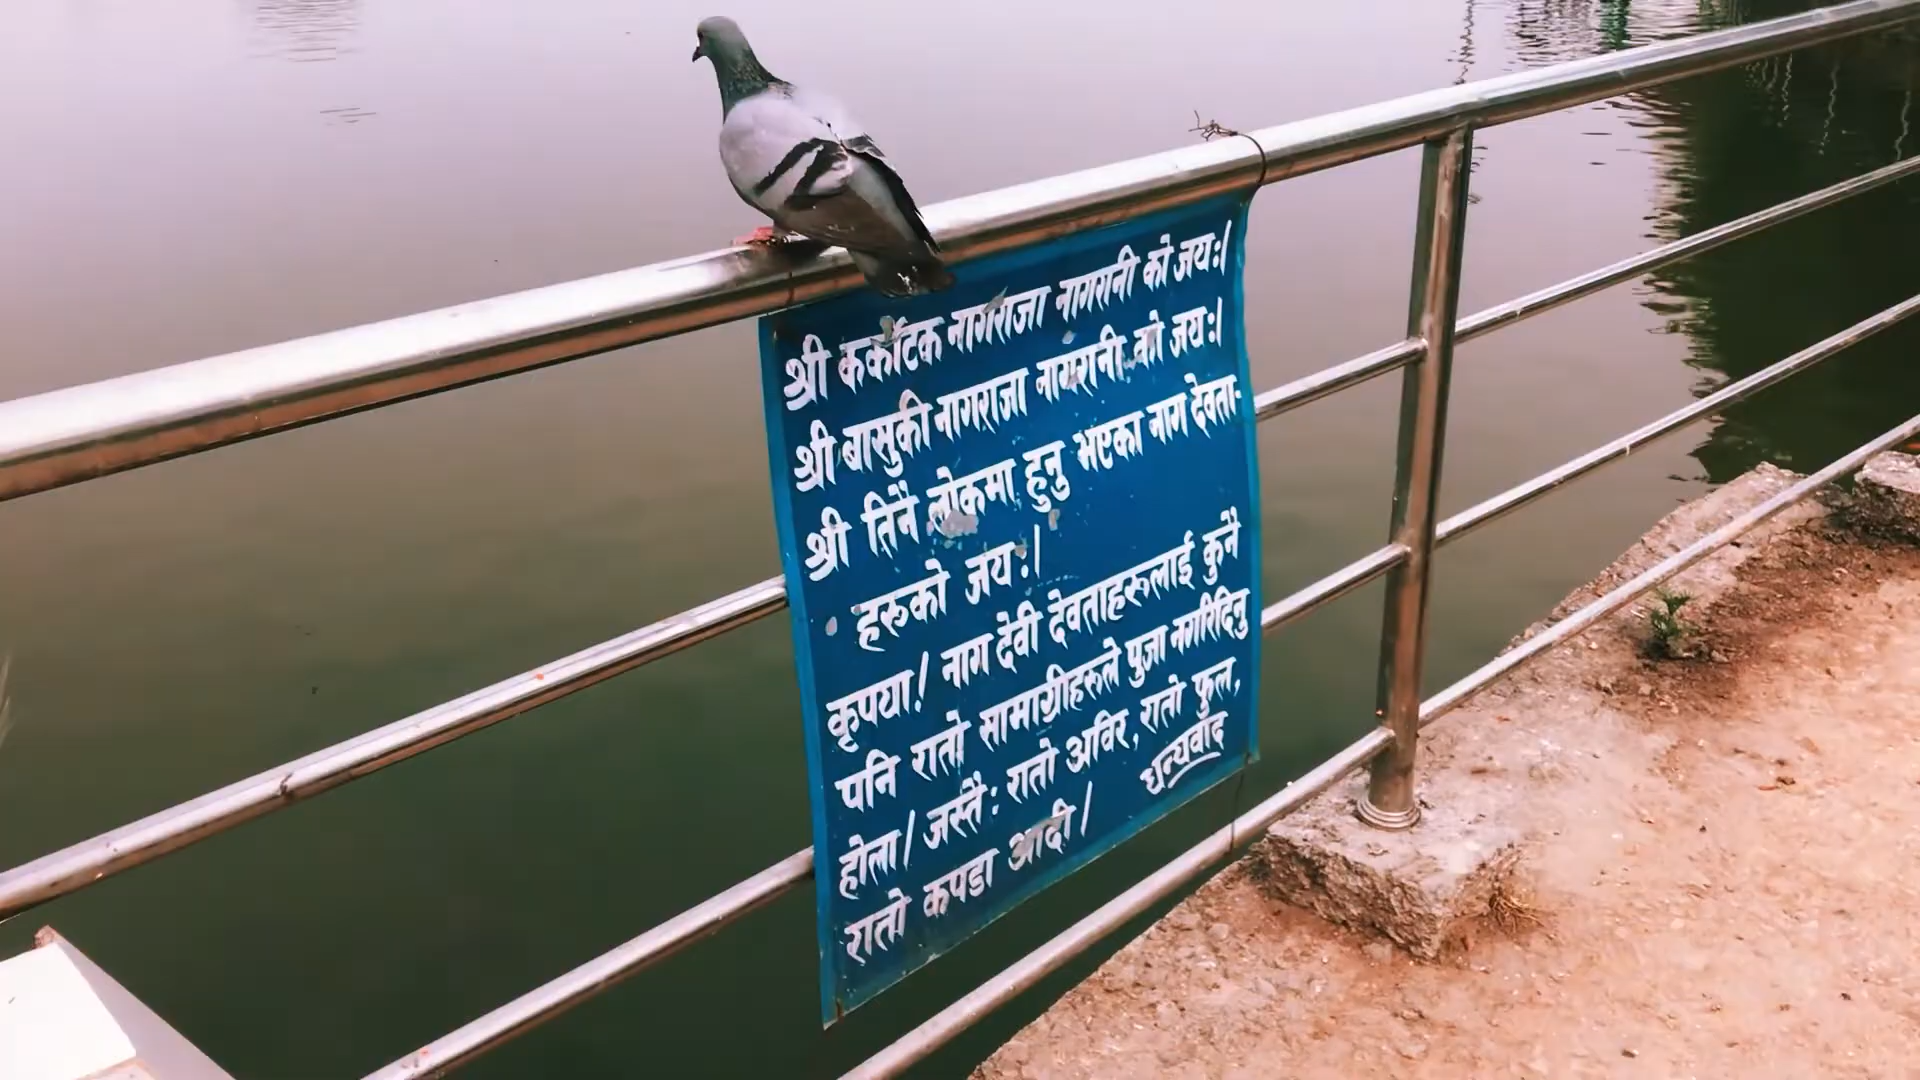 श्री कर्कोटक नागराजा नागरानी को जयः।
श्री बासुकी नागराजा नागरानी को जयः।
श्री तिनै लोकमा हुनु भएका नाग देवता-
हरुको जयः।
कृपया! नाग देवी देवताहरूलाई कुनै
पनि रातो सामाग्रीहरूले पुजा नगरिदिनु
होला। जस्तै: रातो अविर, रातो फुल,
रातो कपडा आदी।
धन्यवाद